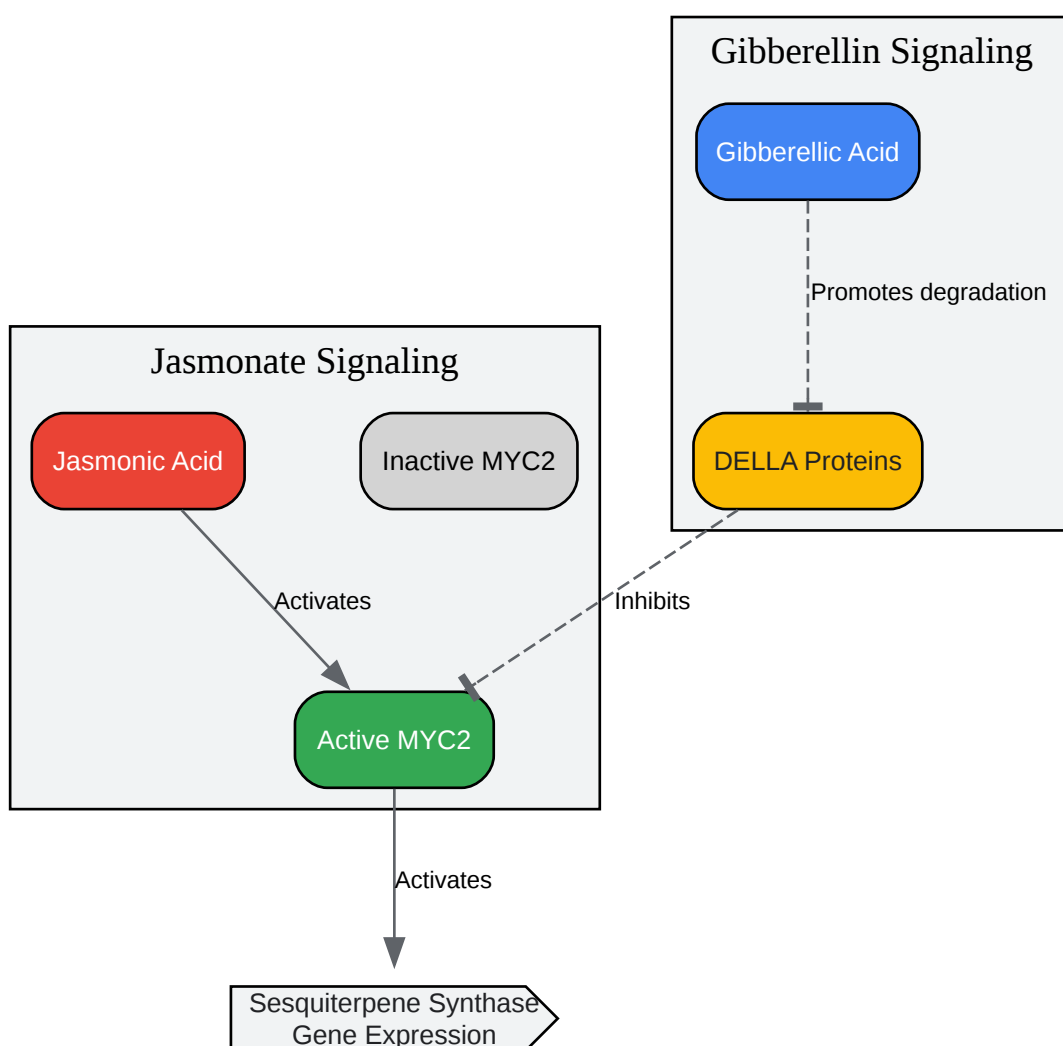 Gibberellin Signaling
Gibberellic Acid
Promotes degradation
Jasmonate Signaling
Jasmonic Acid
Inactive MYC2
DELLA Proteins
Activates
Inhibits
Active MYC2
Activates
Sesquiterpene Synthase
Gene Expression